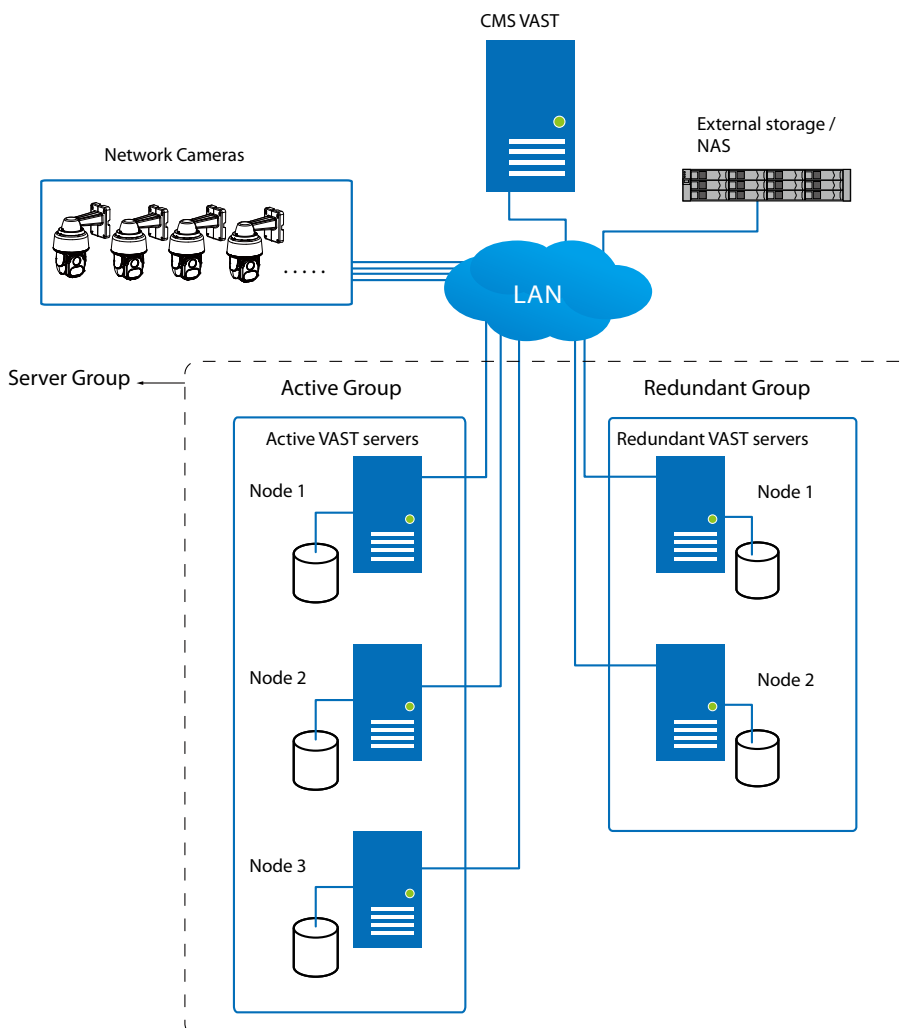 CMS VAST
External storage /
NAS
Network Cameras
.....
LAN
Server Group
Active Group
Redundant Group
Active VAST servers
Redundant VAST servers
Node 1
Node 1
Node 2
Node 2
Node 3